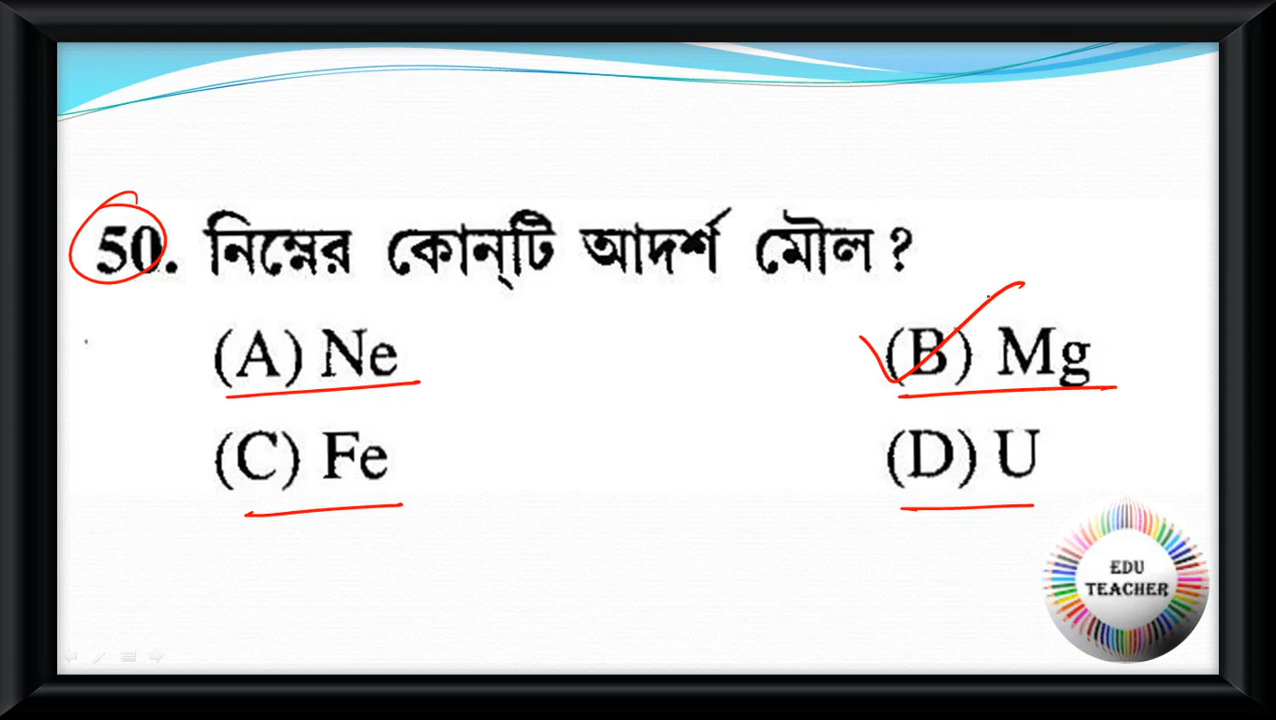 50. নিম্নের কোন্‌টি আদর্শ মৌল ?
(A) Ne (B) Mg
(C) Fe (D) U
EDU
TEACHER